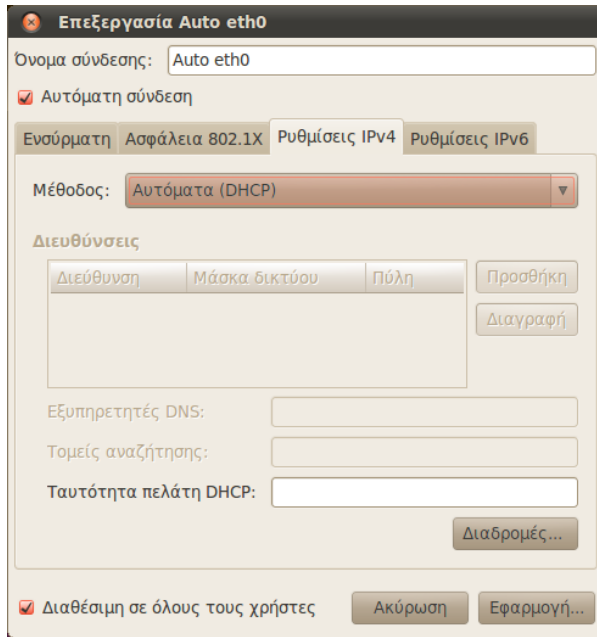 Επεξεργασία Auto eth0
Όνομα σύνδεσης: Auto eth0
Αυτόματη σύνδεση
Ενσύρματη Ασφάλεια 802.1X Ρυθμίσεις IPv4 Ρυθμίσεις IPv6
Μέθοδος: Αυτόματα (DHCP)
Διευθύνσεις
Διεύθυνση Μάσκα δικτύου Πύλη Προσθήκη
Διαγραφή
Εξυπηρετητές DNS:
Τομείς αναζήτησης:
Ταυτότητα πελάτη DHCP:
Διαδρομές...
Διαθέσιμη σε όλους τους χρήστες Ακύρωση Εφαρμογή...